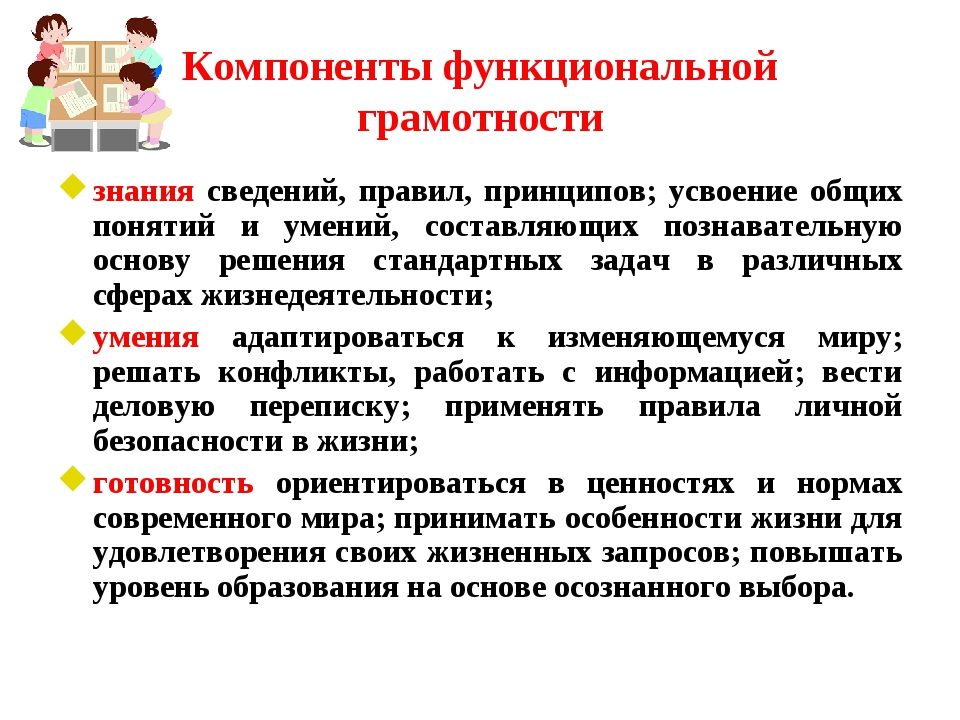 Компоненты функциональной
грамотности
знания сведений, правил, принципов; усвоение общих
понятий и умений, составляющих познавательную
основу решения стандартных задач в различных
сферах жизнедеятельности;
умения адаптироваться к изменяющемуся миру;
решать конфликты, работать с информацией; вести
деловую переписку; применять правила личной
безопасности в жизни;
готовность ориентироваться в ценностях и нормах
современного мира; принимать особенности жизни для
удовлетворения своих жизненных запросов; повышать
уровень образования на основе осознанного выбора.